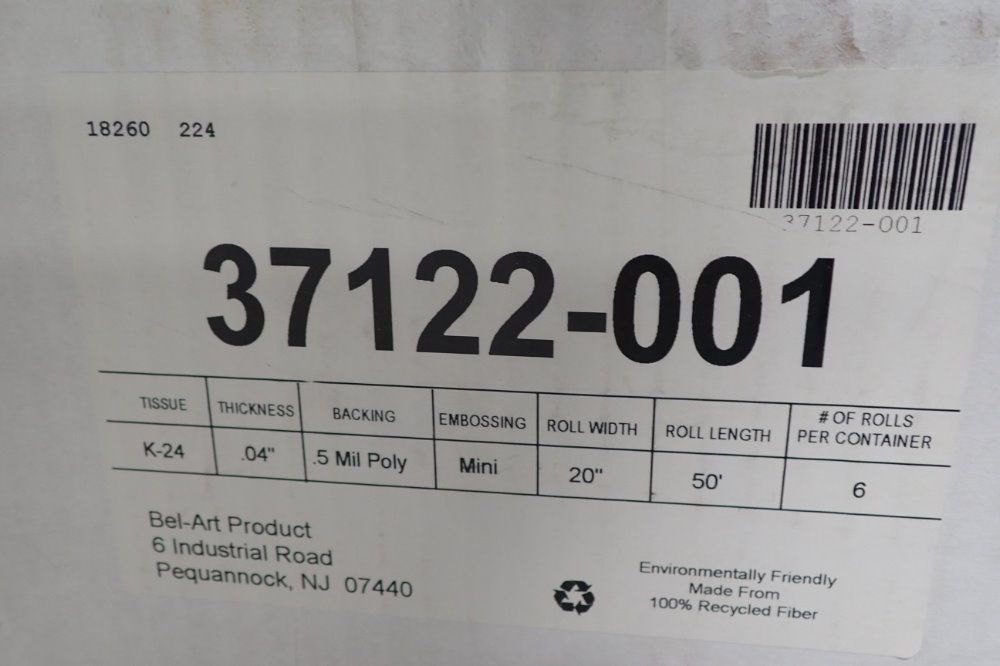 18260 224
37122-001
37122-001
TISSUE THICKNESS BACKING EMBOSSING ROLL WIDTH ROLL LENGTH # OF ROLLS PER CONTAINER
K-24 .04" .5 Mil Poly Mini 20" 50' 6
Bel-Art Product
6 Industrial Road
Pequannock, NJ 07440
Environmentally Friendly
Made From
100% Recycled Fiber